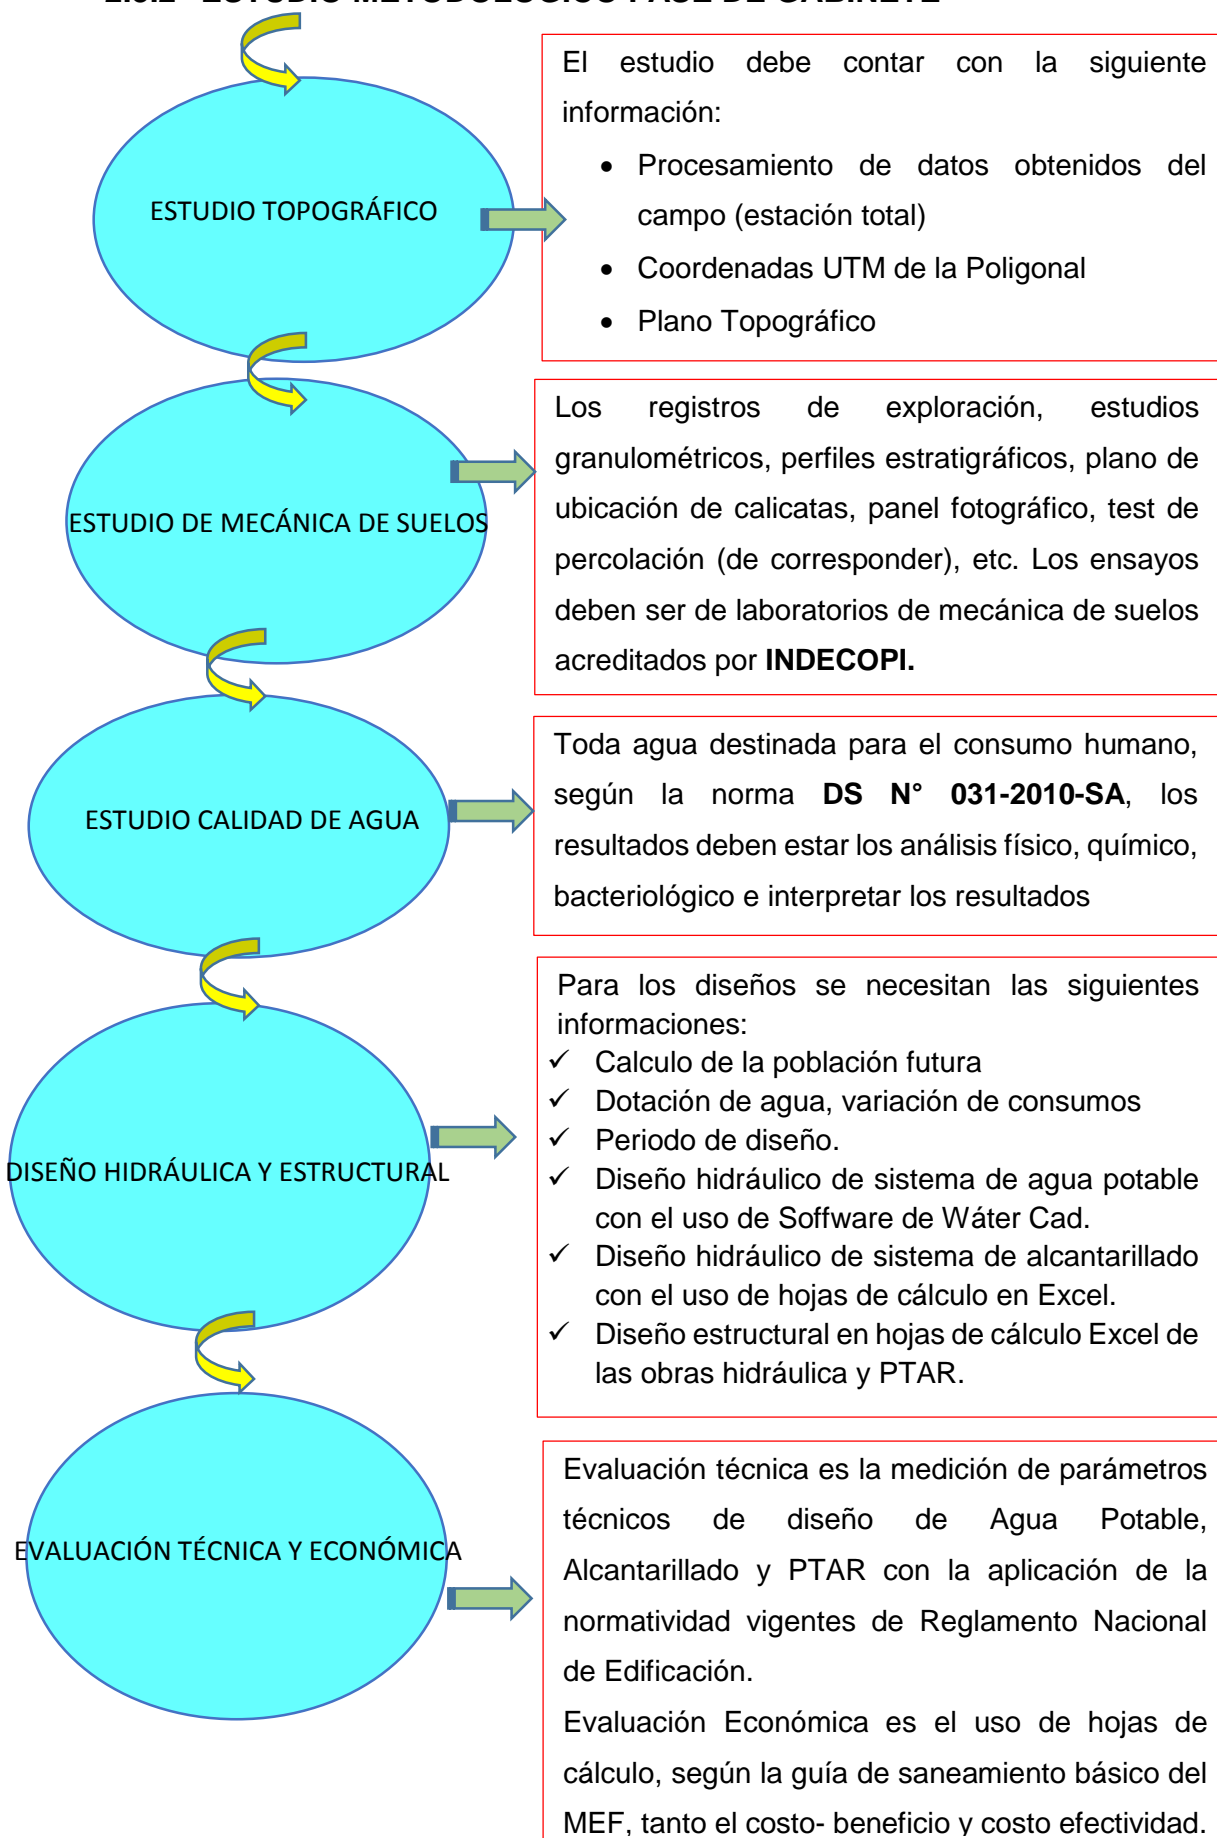 2.6.2 ESTUDIO METODOLÓGICO FASE DE GABINETE
ESTUDIO TOPOGRÁFICO
El estudio debe contar con la siguiente
información:
• Procesamiento de datos obtenidos del
campo (estación total)
• Coordenadas UTM de la Poligonal
• Plano Topográfico
ESTUDIO DE MECÁNICA DE SUELOS
Los registros de exploración, estudios
granulométricos, perfiles estratigráficos, plano de
ubicación de calicatas, panel fotográfico, test de
percolación (de corresponder), etc. Los ensayos
deben ser de laboratorios de mecánica de suelos
acreditados por INDECOPI.
ESTUDIO CALIDAD DE AGUA
Toda agua destinada para el consumo humano,
según la norma DS N° 031-2010-SA, los
resultados deben estar los análisis físico, químico,
bacteriológico e interpretar los resultados
DISEÑO HIDRÁULICA Y ESTRUCTURAL
Para los diseños se necesitan las siguientes
informaciones:
✓ Calculo de la población futura
✓ Dotación de agua, variación de consumos
✓ Periodo de diseño.
✓ Diseño hidráulico de sistema de agua potable
con el uso de Soffware de Wáter Cad.
✓ Diseño hidráulico de sistema de alcantarillado
con el uso de hojas de cálculo en Excel.
✓ Diseño estructural en hojas de cálculo Excel de
las obras hidráulica y PTAR.
EVALUACIÓN TÉCNICA Y ECONÓMICA
Evaluación técnica es la medición de parámetros
técnicos de diseño de Agua Potable,
Alcantarillado y PTAR con la aplicación de la
normatividad vigentes de Reglamento Nacional
de Edificación.
Evaluación Económica es el uso de hojas de
cálculo, según la guía de saneamiento básico del
MEF, tanto el costo- beneficio y costo efectividad.